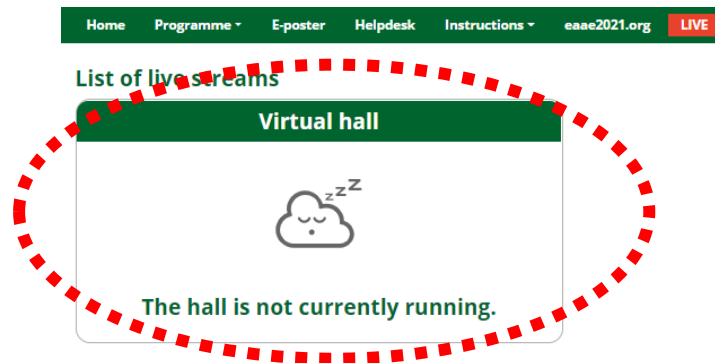 Home Programme E-poster Helpdesk Instructions eaae2021.org LIVE
List of live streams
Virtual hall
zzZ
The hall is not currently running.